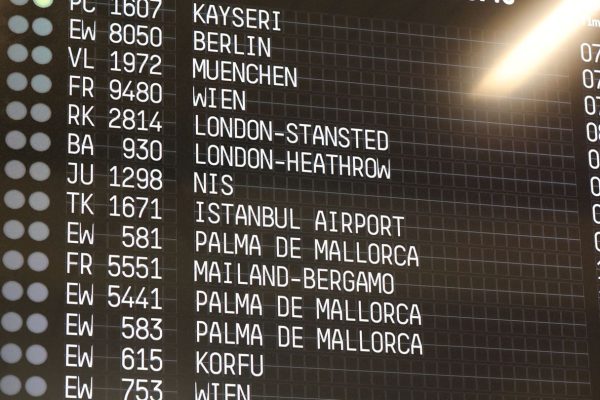 PC 1607 KAYSERI
EW 8050 BERLIN
VL 1972 MUENCHEN
FR 9480 WIEN
RK 2814 LONDON-STANSTED
BA 930 LONDON-HEATHROW
JU 1298 NIS
TK 1671 ISTANBUL AIRPORT
EW 581 PALMA DE MALLORCA
FR 5551 MAILAND-BERGAMO
EW 5441 PALMA DE MALLORCA
EW 583 PALMA DE MALLORCA
EW 615 KORFU
EW 753 WIEN